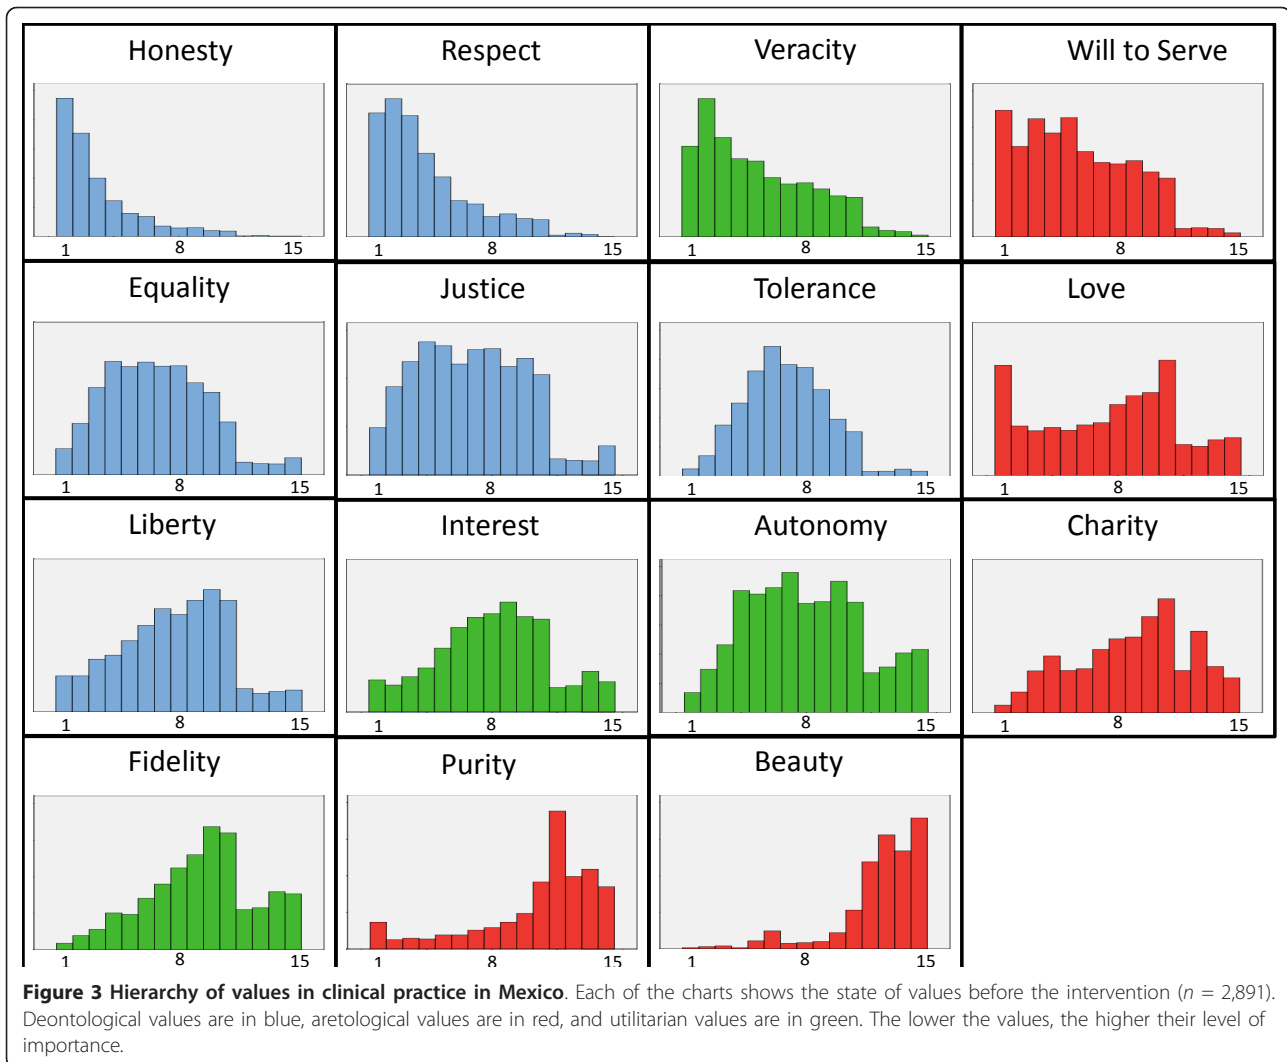 Honesty Respect Veracity Will to Serve
1 8 15 1 8 15 1 8 15 1 8 15
Equality Justice Tolerance Love
1 8 15 1 8 15 1 8 15 1 8 15
Liberty Interest Autonomy Charity
1 8 15 1 8 15 1 8 15 1 8 15
Fidelity Purity Beauty
1 8 15 1 8 15 1 8 15
Figure 3 Hierarchy of values in clinical practice in Mexico. Each of the charts shows the state of values before the intervention (n = 2,891).
Deontological values are in blue, aretological values are in red, and utilitarian values are in green. The lower the values, the higher their level of
importance.